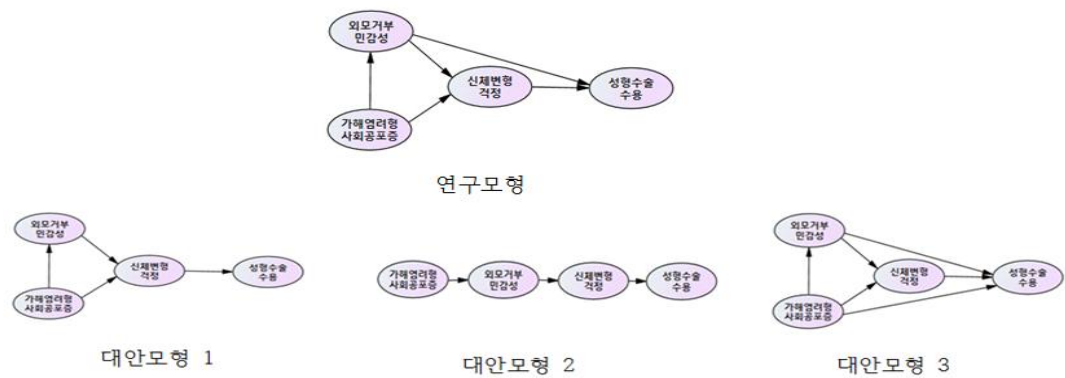 외모거부
민감성
신체변형
걱정
성형수술
수용
가해염려형
사회공포증
연구모형
외모거부
민감성
신체변형
걱정
성형수술
수용
가해염려형
사회공포증
대안모형 1
가해염려형
사회공포증
외모거부
민감성
신체변형
걱정
성형수술
수용
대안모형 2
외모거부
민감성
신체변형
걱정
성형수술
수용
가해염려형
사회공포증
대안모형 3